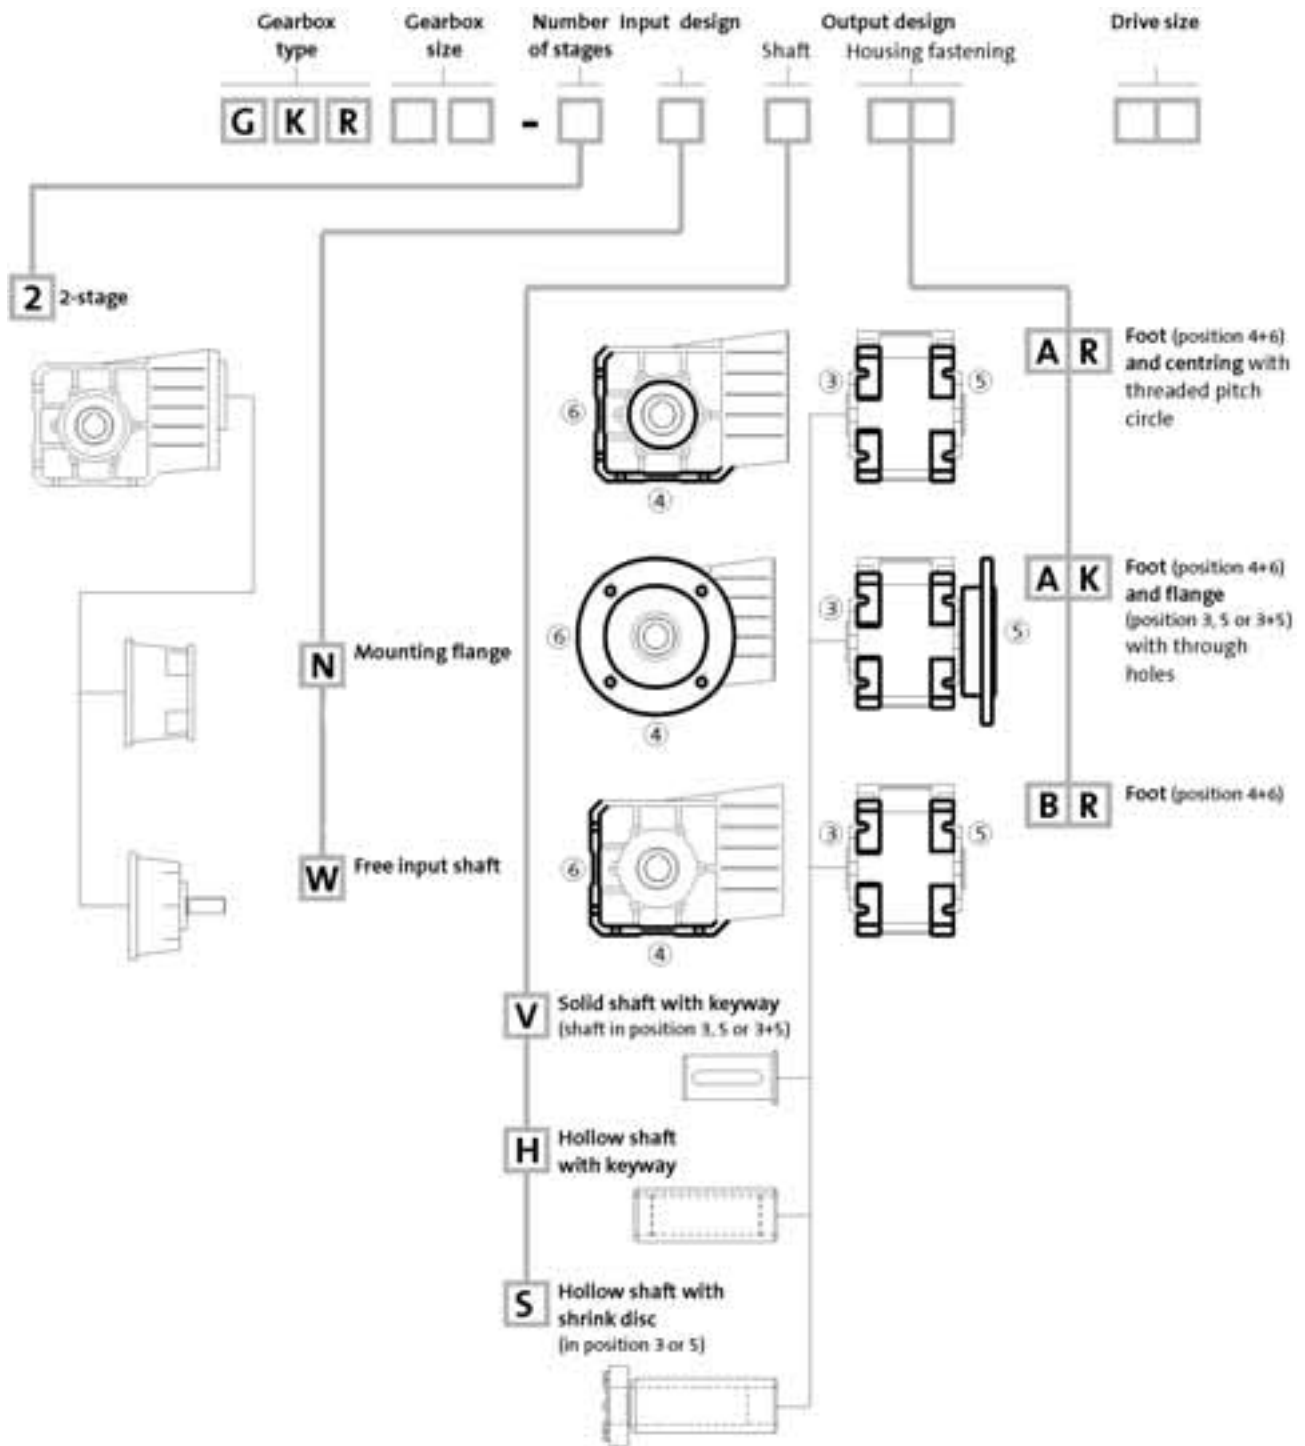 Gearbox type
Gearbox size
Number of stages
Input design
Output design
Shaft
Housing fastening
Drive size
G K R - 
2 2-stage
A R Foot (position 4+6)
and centring with
threaded pitch
circle
3
5
6
4
A K Foot (position 4+6)
and flange
(position 3, 5 or 3+5)
with through
holes
3
5
6
4
N Mounting flange
B R Foot (position 4+6)
3
5
6
4
W Free input shaft
V Solid shaft with keyway
(shaft in position 3, 5 or 3+5)
H Hollow shaft
with keyway
S Hollow shaft with
shrink disc
(in position 3 or 5)